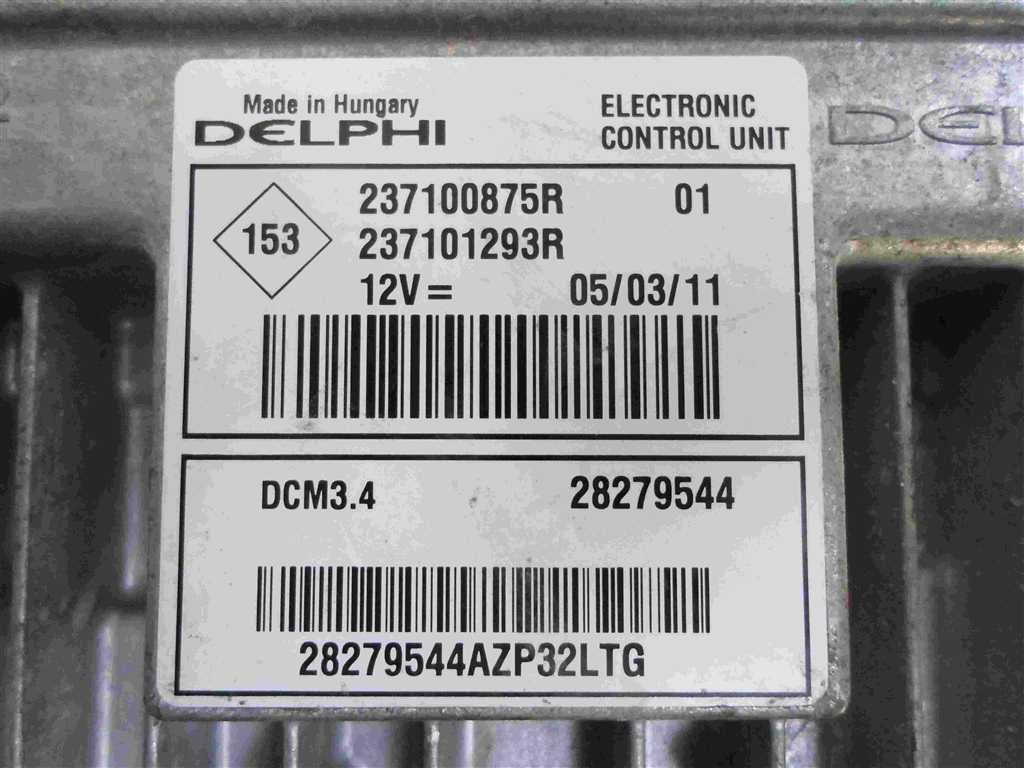 Made in Hungary
DELPHI
ELECTRONIC
CONTROL UNIT
153
237100875R 01
237101293R
12V= 05/03/11
DCM3.4 28279544
28279544AZP32LTG